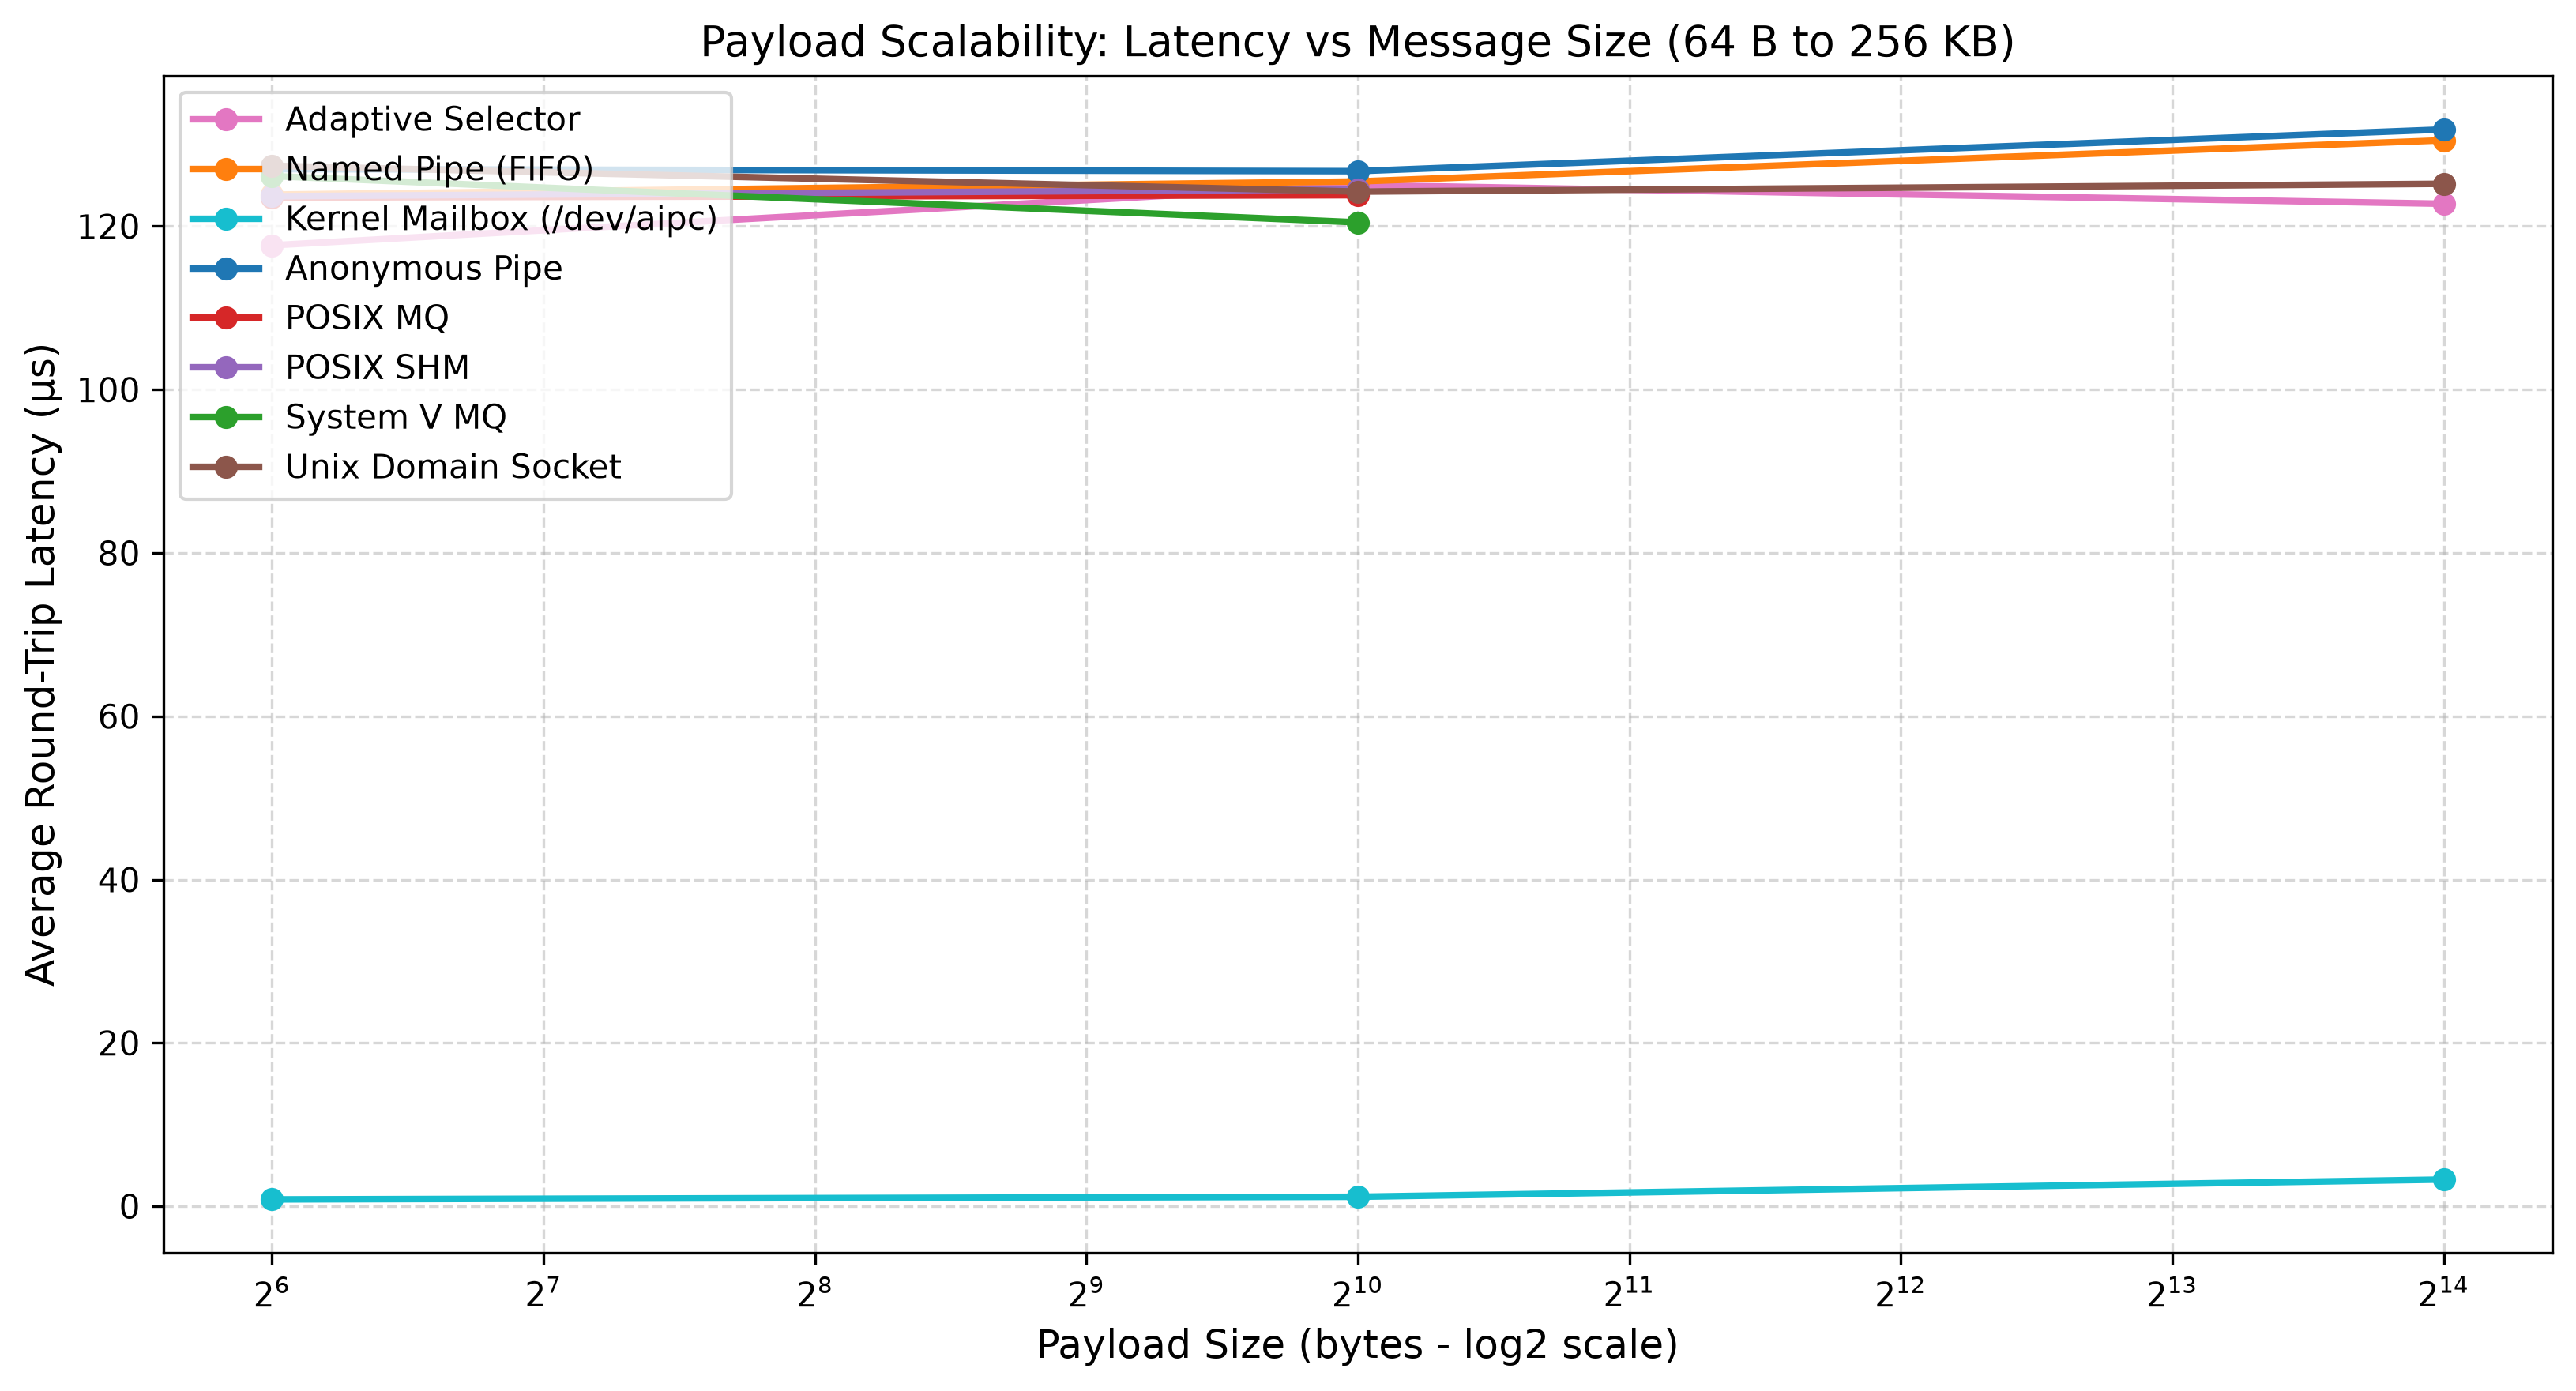 Payload Scalability: Latency vs Message Size (64 B to 256 KB)
Adaptive Selector
Named Pipe (FIFO)
Kernel Mailbox (/dev/aipc)
Anonymous Pipe
POSIX MQ
POSIX SHM
System V MQ
Unix Domain Socket
Average Round-Trip Latency (µs)
120
100
80
60
40
20
0
2⁶ 2⁷ 2⁸ 2⁹ 2¹⁰ 2¹¹ 2¹² 2¹³ 2¹⁴
Payload Size (bytes - log2 scale)